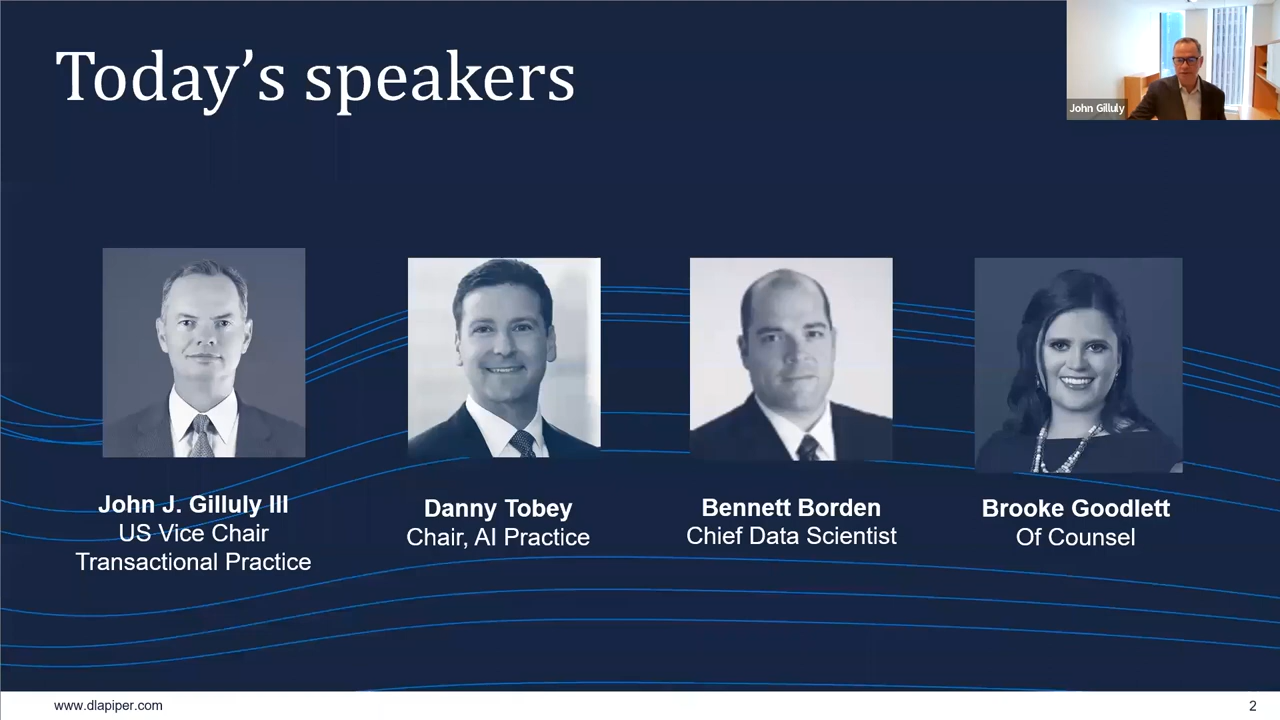 Today's speakers
John Gilluly
John J. Gilluly III
US Vice Chair
Transactional Practice
Danny Tobey
Chair, AI Practice
Bennett Borden
Chief Data Scientist
Brooke Goodlett
Of Counsel
www.dlapiper.com
2